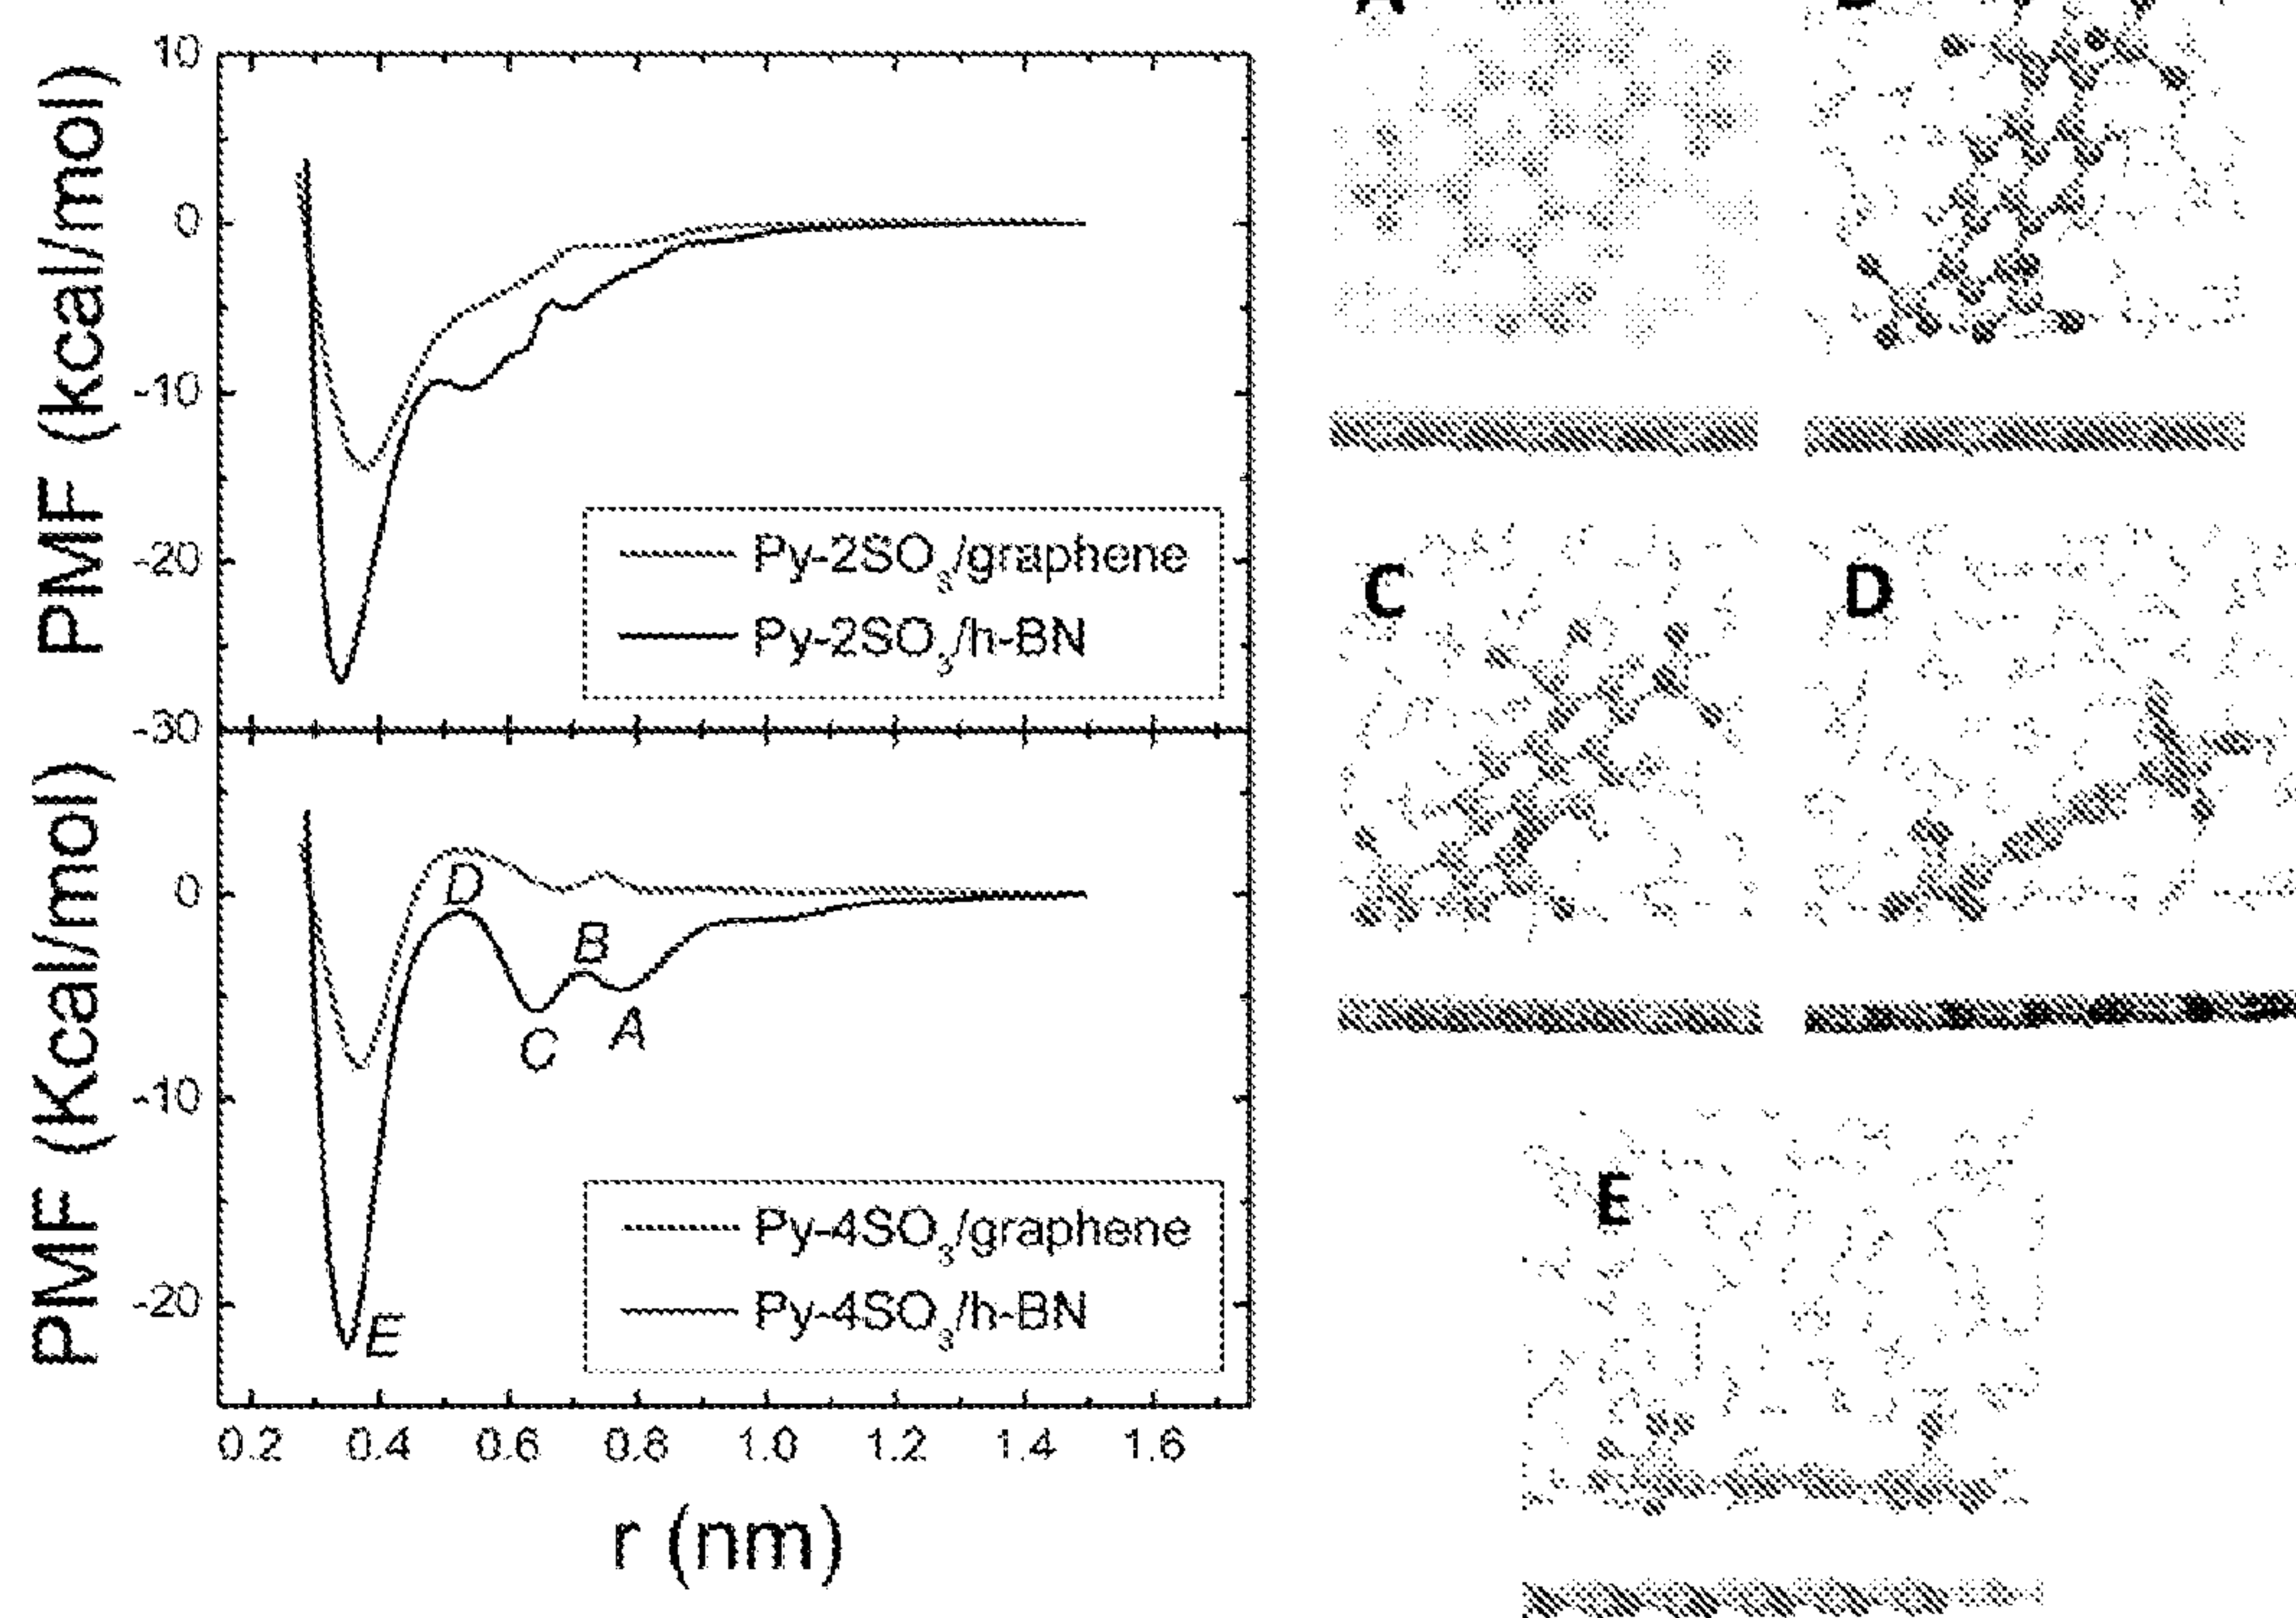 PMF (kcal/mol)
10
0
-10
-20
-30
Py-2SO3/graphene
Py-2SO3/h-BN
PMF (Kcal/mol)
0
-10
-20
D
B
C
A
E
Py-4SO3/graphene
Py-4SO3/h-BN
0.2 0.4 0.6 0.8 1.0 1.2 1.4 1.6
r (nm)
C
D
E